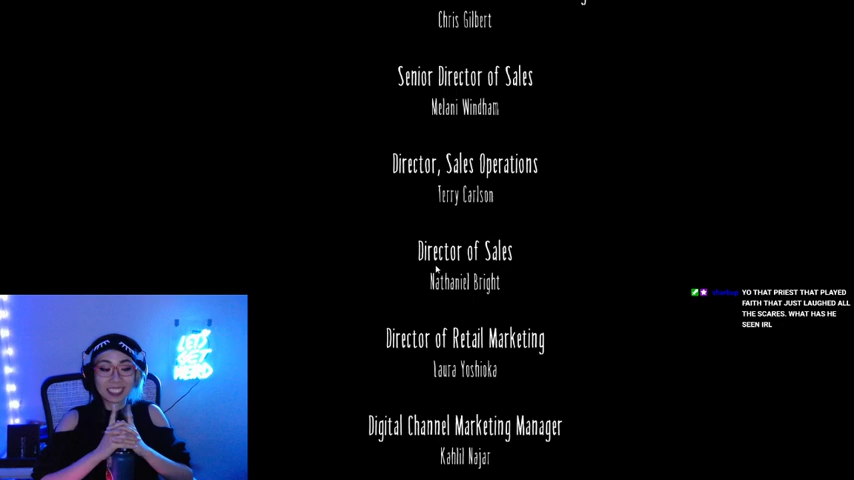 Chris Gilbert
Senior Director of Sales
Melani Windham
Director, Sales Operations
Terry Carlson
Director of Sales
Nathaniel Bright
Director of Retail Marketing
Laura Yoshioka
Digital Channel Marketing Manager
Kahlil Najar
LET'S
GET
WEIRD
YO THAT PRIEST THAT PLAYED
FAITH THAT JUST LAUGHED ALL
THE SCARES. WHAT HAS HE
SEEN IRL